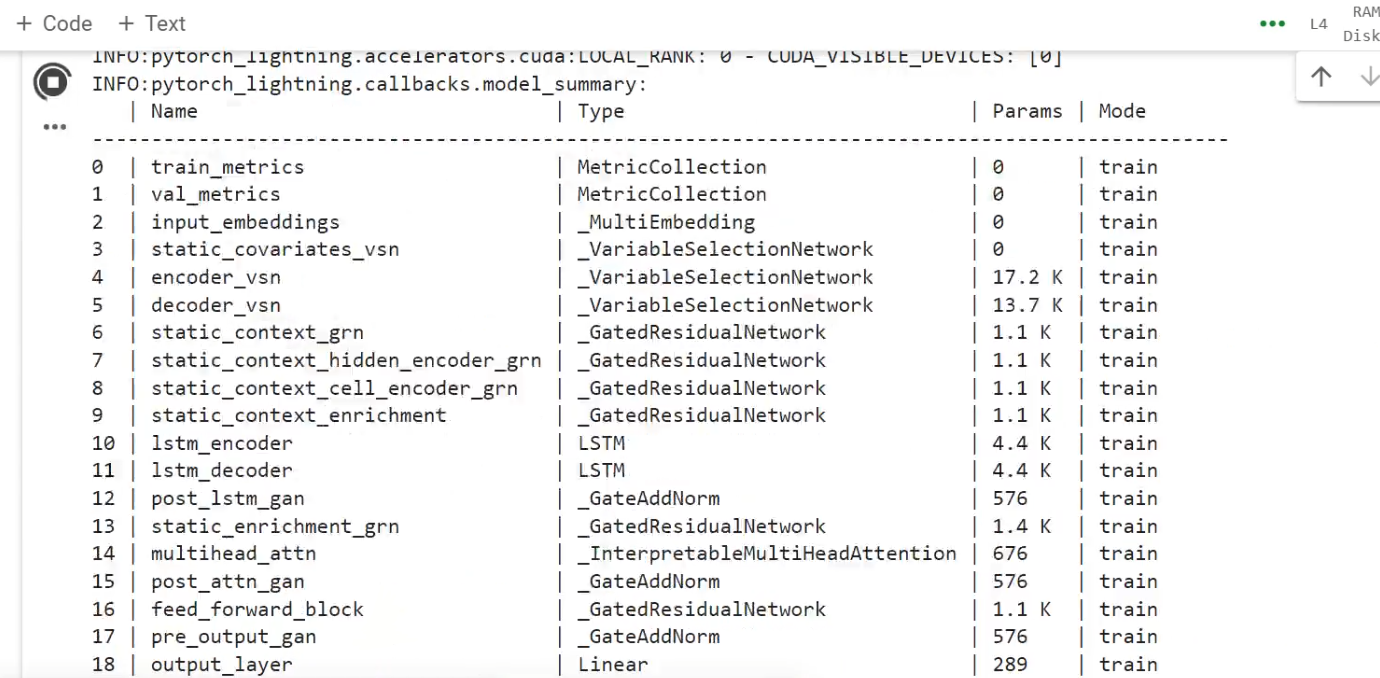 + Code + Text
L4
RAM
Disk
INFO:pytorch_lightning.accelerators.cuda:LOCAL_RANK: 0 - CUDA_VISIBLE_DEVICES: [0]
INFO:pytorch_lightning.callbacks.model_summary:
| Name | Type | Params | Mode
------------------------------------------------------------------------------------------------
0 | train_metrics | MetricCollection | 0 | train
1 | val_metrics | MetricCollection | 0 | train
2 | input_embeddings | _MultiEmbedding | 0 | train
3 | static_covariates_vsn | _VariableSelectionNetwork | 0 | train
4 | encoder_vsn | _VariableSelectionNetwork | 17.2 K | train
5 | decoder_vsn | _VariableSelectionNetwork | 13.7 K | train
6 | static_context_grn | _GatedResidualNetwork | 1.1 K | train
7 | static_context_hidden_encoder_grn | _GatedResidualNetwork | 1.1 K | train
8 | static_context_cell_encoder_grn | _GatedResidualNetwork | 1.1 K | train
9 | static_context_enrichment | _GatedResidualNetwork | 1.1 K | train
10 | lstm_encoder | LSTM | 4.4 K | train
11 | lstm_decoder | LSTM | 4.4 K | train
12 | post_lstm_gan | _GateAddNorm | 576 | train
13 | static_enrichment_grn | _GatedResidualNetwork | 1.4 K | train
14 | multihead_attn | _InterpretableMultiHeadAttention | 676 | train
15 | post_attn_gan | _GateAddNorm | 576 | train
16 | feed_forward_block | _GatedResidualNetwork | 1.1 K | train
17 | pre_output_gan | _GateAddNorm | 576 | train
18 | output_layer | Linear | 289 | train